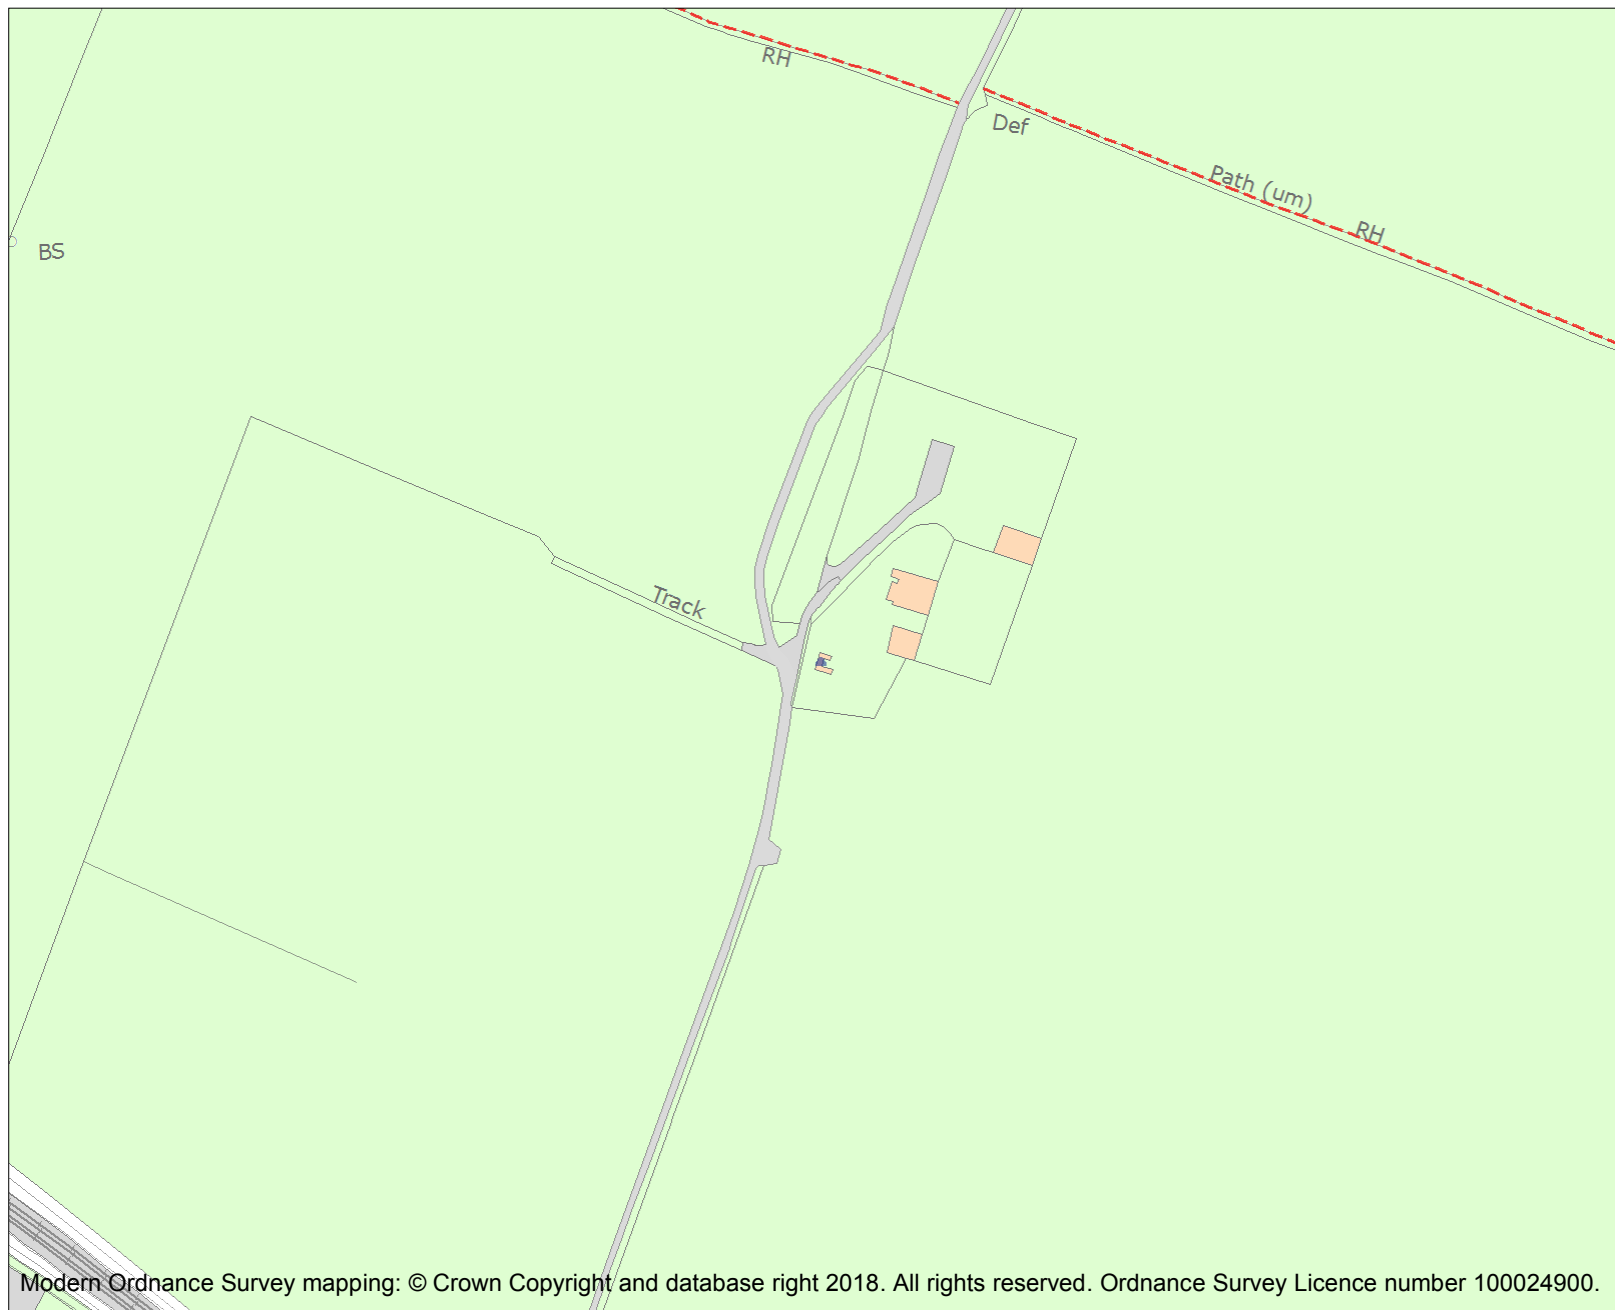 RH
Def
Path (um)
RH
BS
Track
Modern Ordnance Survey mapping: © Crown Copyright and database right 2018. All rights reserved. Ordnance Survey Licence number 100024900.